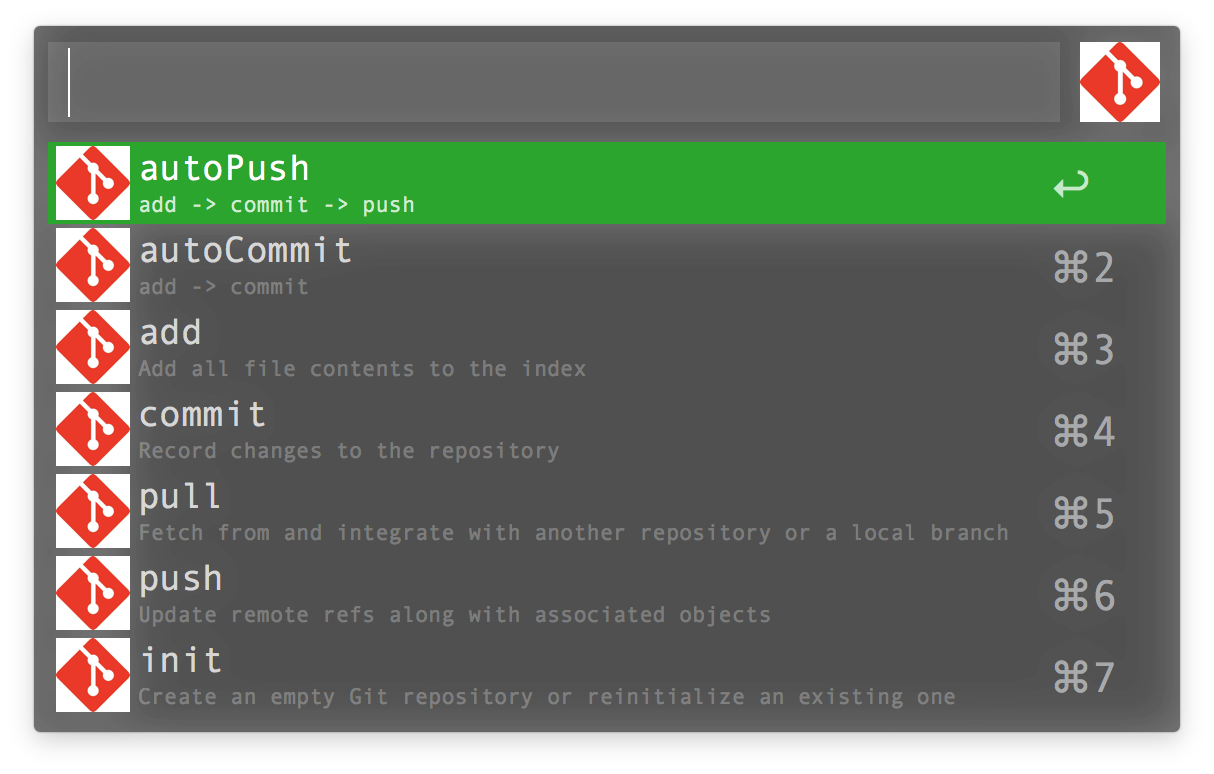 autoPush
add -> commit -> push
autoCommit
add -> commit
⌘2
add
Add all file contents to the index
⌘3
commit
Record changes to the repository
⌘4
pull
Fetch from and integrate with another repository or a local branch
⌘5
push
Update remote refs along with associated objects
⌘6
init
Create an empty Git repository or reinitialize an existing one
⌘7